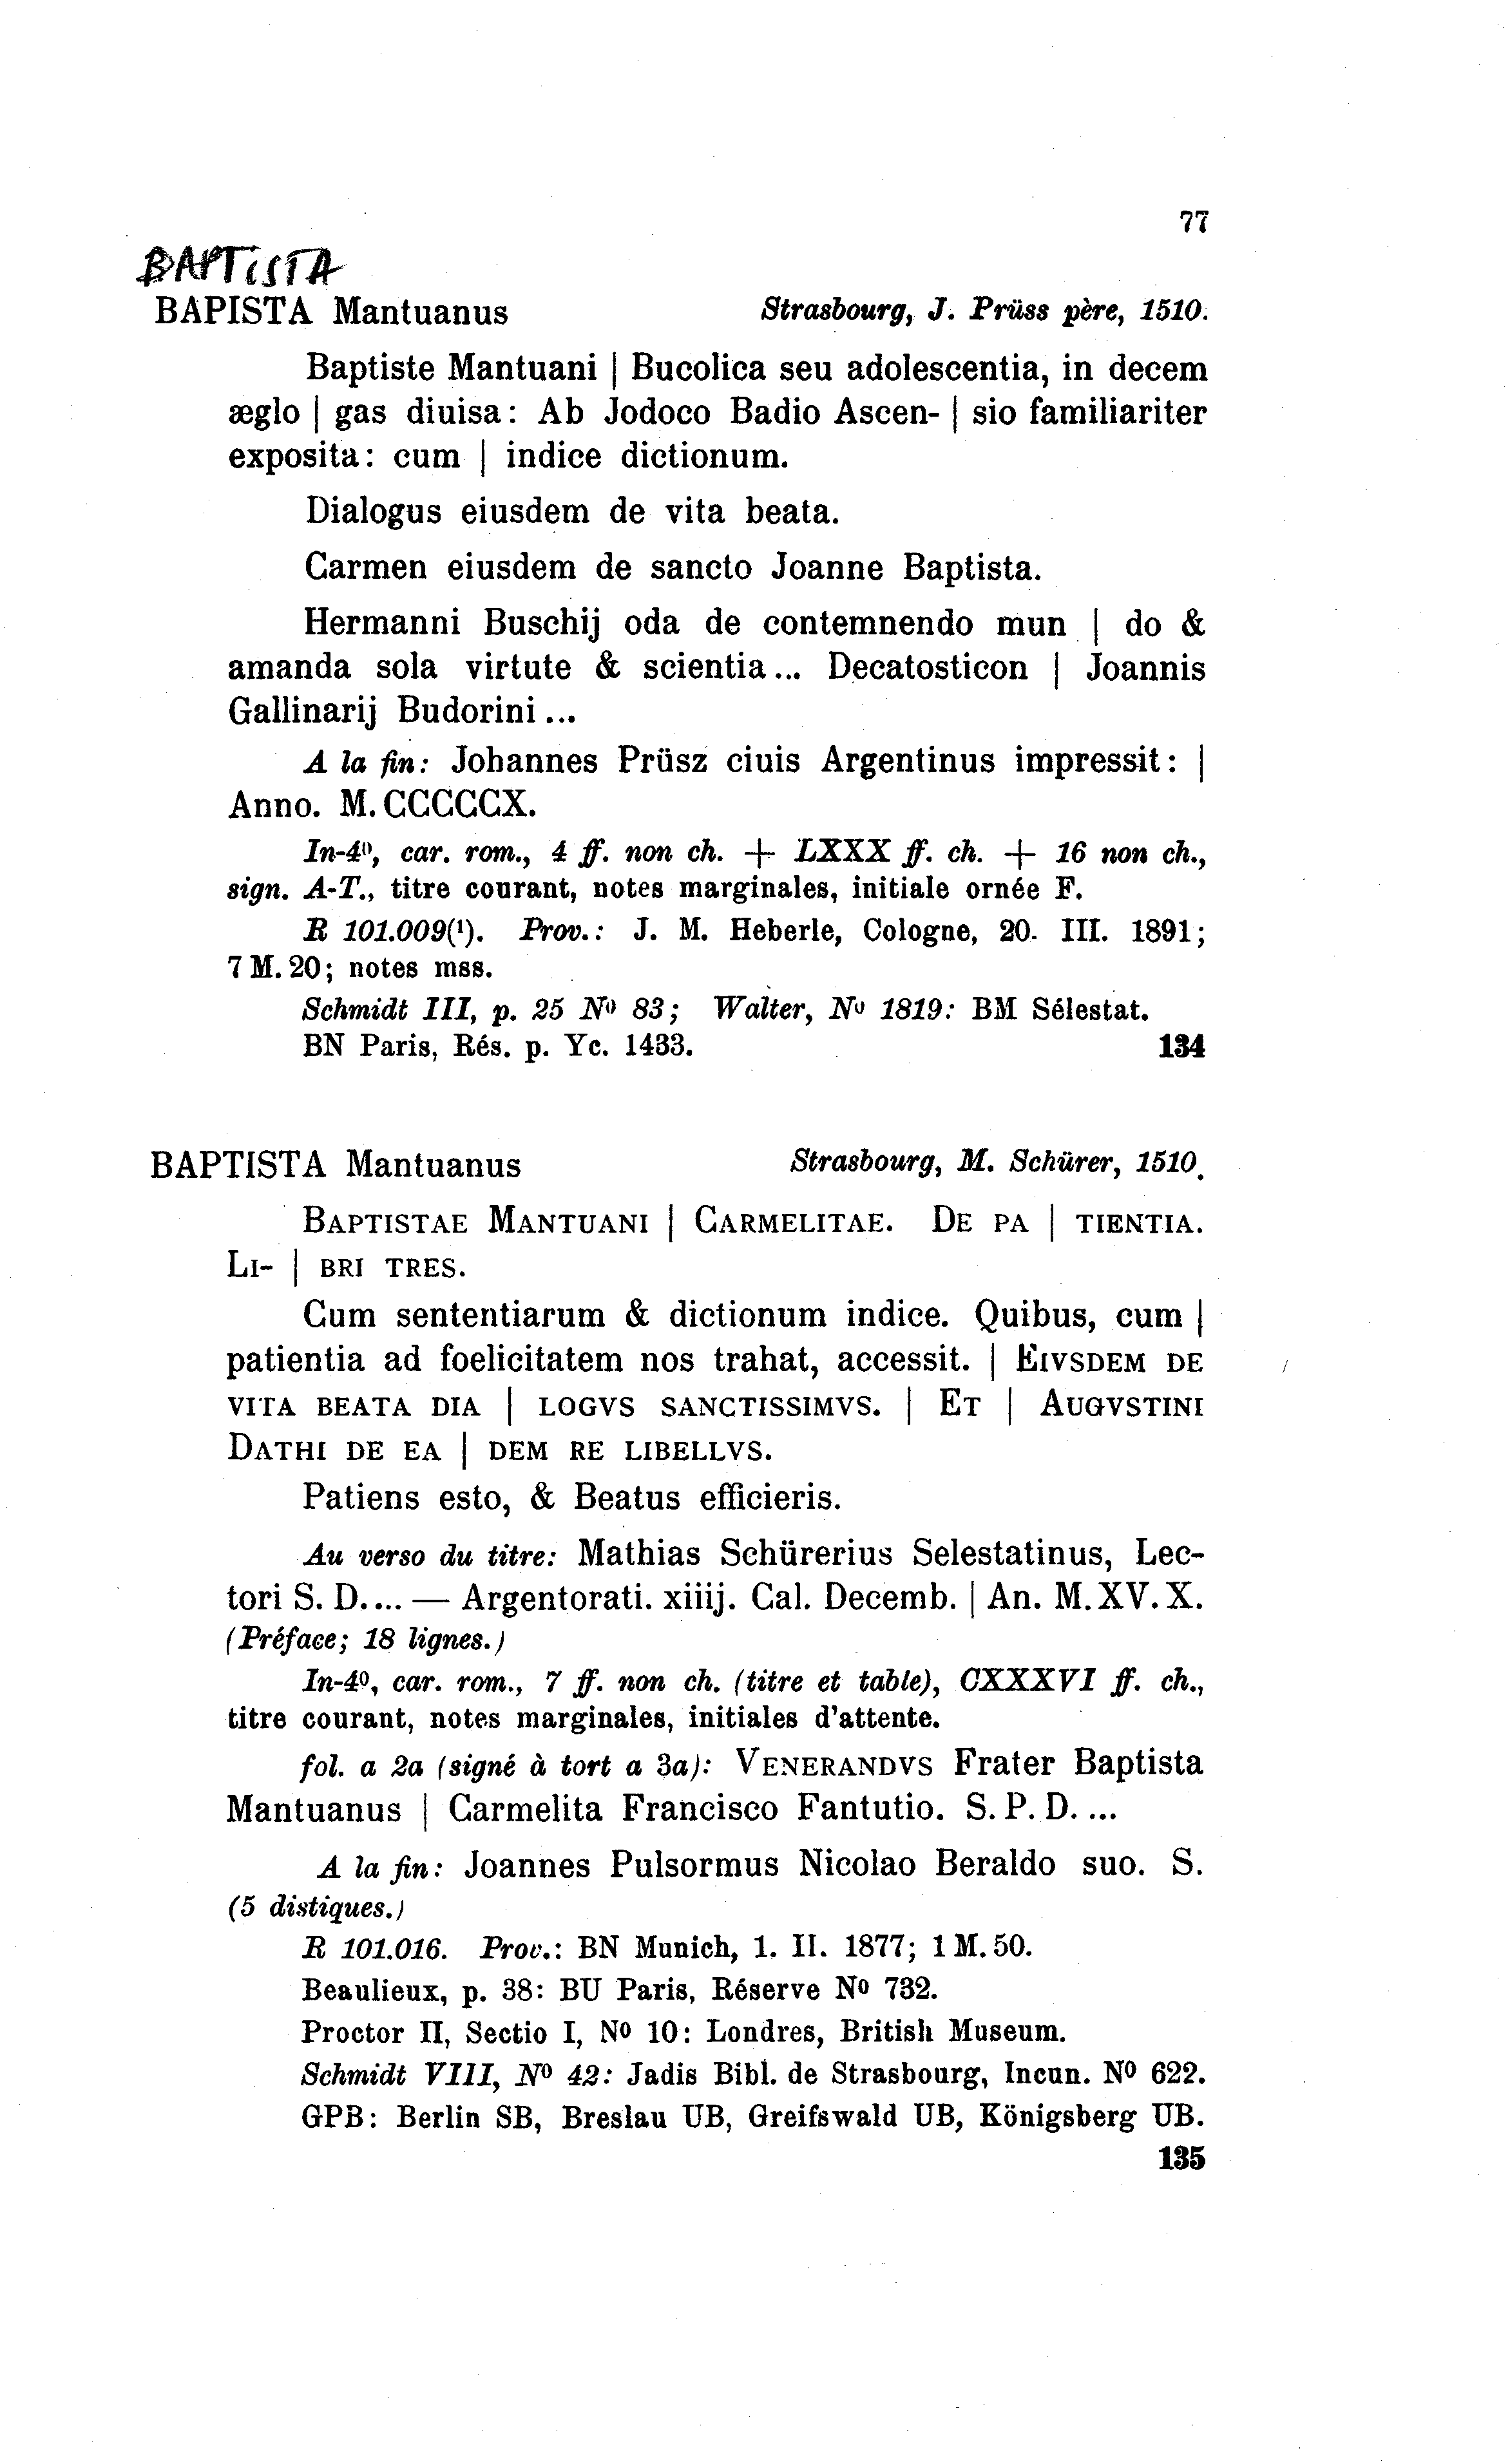 77
BAPTISTA
BAPISTA Mantuanus Strasbourg, J. Prüss père, 1510.
Baptiste Mantuani | Bucolica seu adolescentia, in decem
æglo | gas diuisa: Ab Jodoco Badio Ascen- | sio familiariter
exposita: cum | indice dictionum.
Dialogus eiusdem de vita beata.
Carmen eiusdem de sancto Joanne Baptista.
Hermanni Buschij oda de contemnendo mun | do &
amanda sola virtute & scientia... Decatosticon | Joannis
Gallinarij Budorini...
A la fin: Johannes Prüsz ciuis Argentinus impressit: |
Anno. M.CCCCCX.
In-4º, car. rom., 4 ff. non ch. + LXXX ff. ch. + 16 non ch.,
sign. A-T., titre courant, notes marginales, initiale ornée F.
R 101.009(¹). Prov.: J. M. Heberle, Cologne, 20. III. 1891;
7 M. 20; notes mss.
Schmidt III, p. 25 Nº 83; Walter, Nº 1819: BM Sélestat.
BN Paris, Rés. p. Yc. 1433. 134
BAPTISTA Mantuanus Strasbourg, M. Schürer, 1510.
BAPTISTAE MANTUANI | CARMELITAE. DE PA | TIENTIA.
LI- | BRI TRES.
Cum sententiarum & dictionum indice. Quibus, cum |
patientia ad foelicitatem nos trahat, accessit. | EIVSDEM DE
VITA BEATA DIA | LOGVS SANCTISSIMVS. | ET | AUGVSTINI
DATHI DE EA | DEM RE LIBELLVS.
Patiens esto, & Beatus efficieris.
Au verso du titre: Mathias Schürerius Selestatinus, Lec-
tori S. D.... — Argentorati. xiiij. Cal. Decemb. | An. M.XV.X.
(Préface; 18 lignes.)
In-4º, car. rom., 7 ff. non ch. (titre et table), CXXXVI ff. ch.,
titre courant, notes marginales, initiales d'attente.
fol. a 2a (signé à tort a 3a): VENERANDVS Frater Baptista
Mantuanus | Carmelita Francisco Fantutio. S. P. D. ...
A la fin: Joannes Pulsormus Nicolao Beraldo suo. S.
(5 distiques.)
R 101.016. Prov.: BN Munich, 1. II. 1877; 1 M. 50.
Beaulieux, p. 38: BU Paris, Réserve Nº 732.
Proctor II, Sectio I, Nº 10: Londres, British Museum.
Schmidt VIII, Nº 42: Jadis Bibl. de Strasbourg, Incun. Nº 622.
GPB: Berlin SB, Breslau UB, Greifswald UB, Königsberg UB.
135